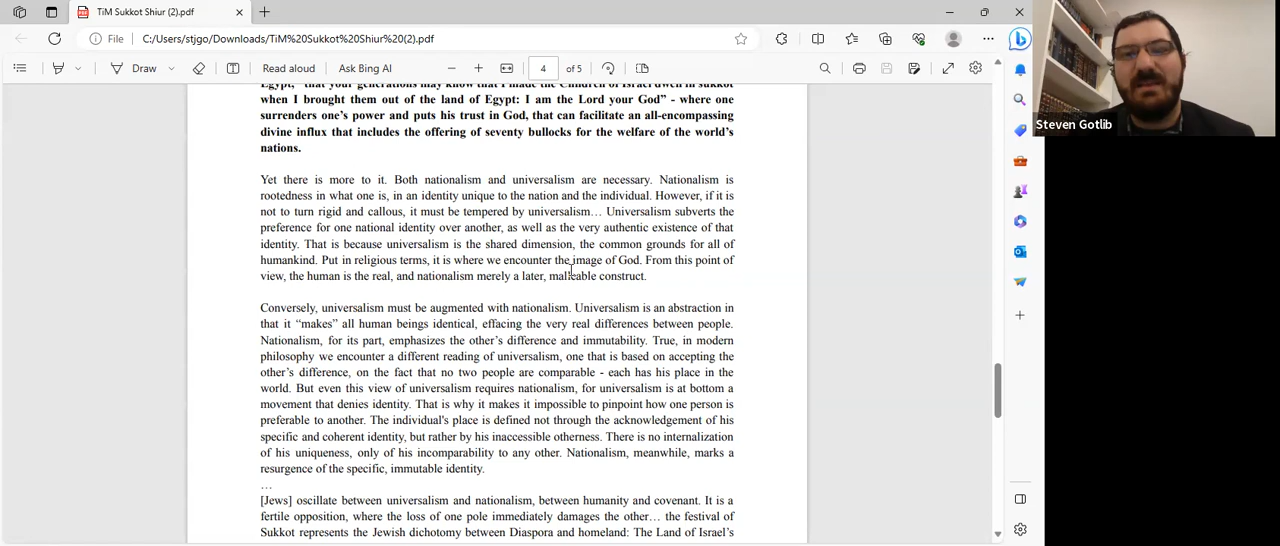 TiM Sukkot Shiur (2).pdf
File
C:/Users/stjgo/Downloads/TiM%20Sukkot%20Shiur%20(2).pdf
Draw
Read aloud
Ask Bing AI
4
of 5
Steven Gotlib
Egypt, "that your generations may know that I made the Children of Israel dwell in sukkot
when I brought them out of the land of Egypt: I am the Lord your God" - where one
surrenders one's power and puts his trust in God, that can facilitate an all-encompassing
divine influx that includes the offering of seventy bullocks for the welfare of the world's
nations.
Yet there is more to it. Both nationalism and universalism are necessary. Nationalism is
rootedness in what one is, in an identity unique to the nation and the individual. However, if it is
not to turn rigid and callous, it must be tempered by universalism… Universalism subverts the
preference for one national identity over another, as well as the very authentic existence of that
identity. That is because universalism is the shared dimension, the common grounds for all of
humankind. Put in religious terms, it is where we encounter the image of God. From this point of
view, the human is the real, and nationalism merely a later, malleable construct.
Conversely, universalism must be augmented with nationalism. Universalism is an abstraction in
that it "makes" all human beings identical, effacing the very real differences between people.
Nationalism, for its part, emphasizes the other's difference and immutability. True, in modern
philosophy we encounter a different reading of universalism, one that is based on accepting the
other's difference, on the fact that no two people are comparable - each has his place in the
world. But even this view of universalism requires nationalism, for universalism is at bottom a
movement that denies identity. That is why it makes it impossible to pinpoint how one person is
preferable to another. The individual's place is defined not through the acknowledgement of his
specific and coherent identity, but rather by his inaccessible otherness. There is no internalization
of his uniqueness, only of his incomparability to any other. Nationalism, meanwhile, marks a
resurgence of the specific, immutable identity.
…
[Jews] oscillate between universalism and nationalism, between humanity and covenant. It is a
fertile opposition, where the loss of one pole immediately damages the other… the festival of
Sukkot represents the Jewish dichotomy between Diaspora and homeland: The Land of Israel's